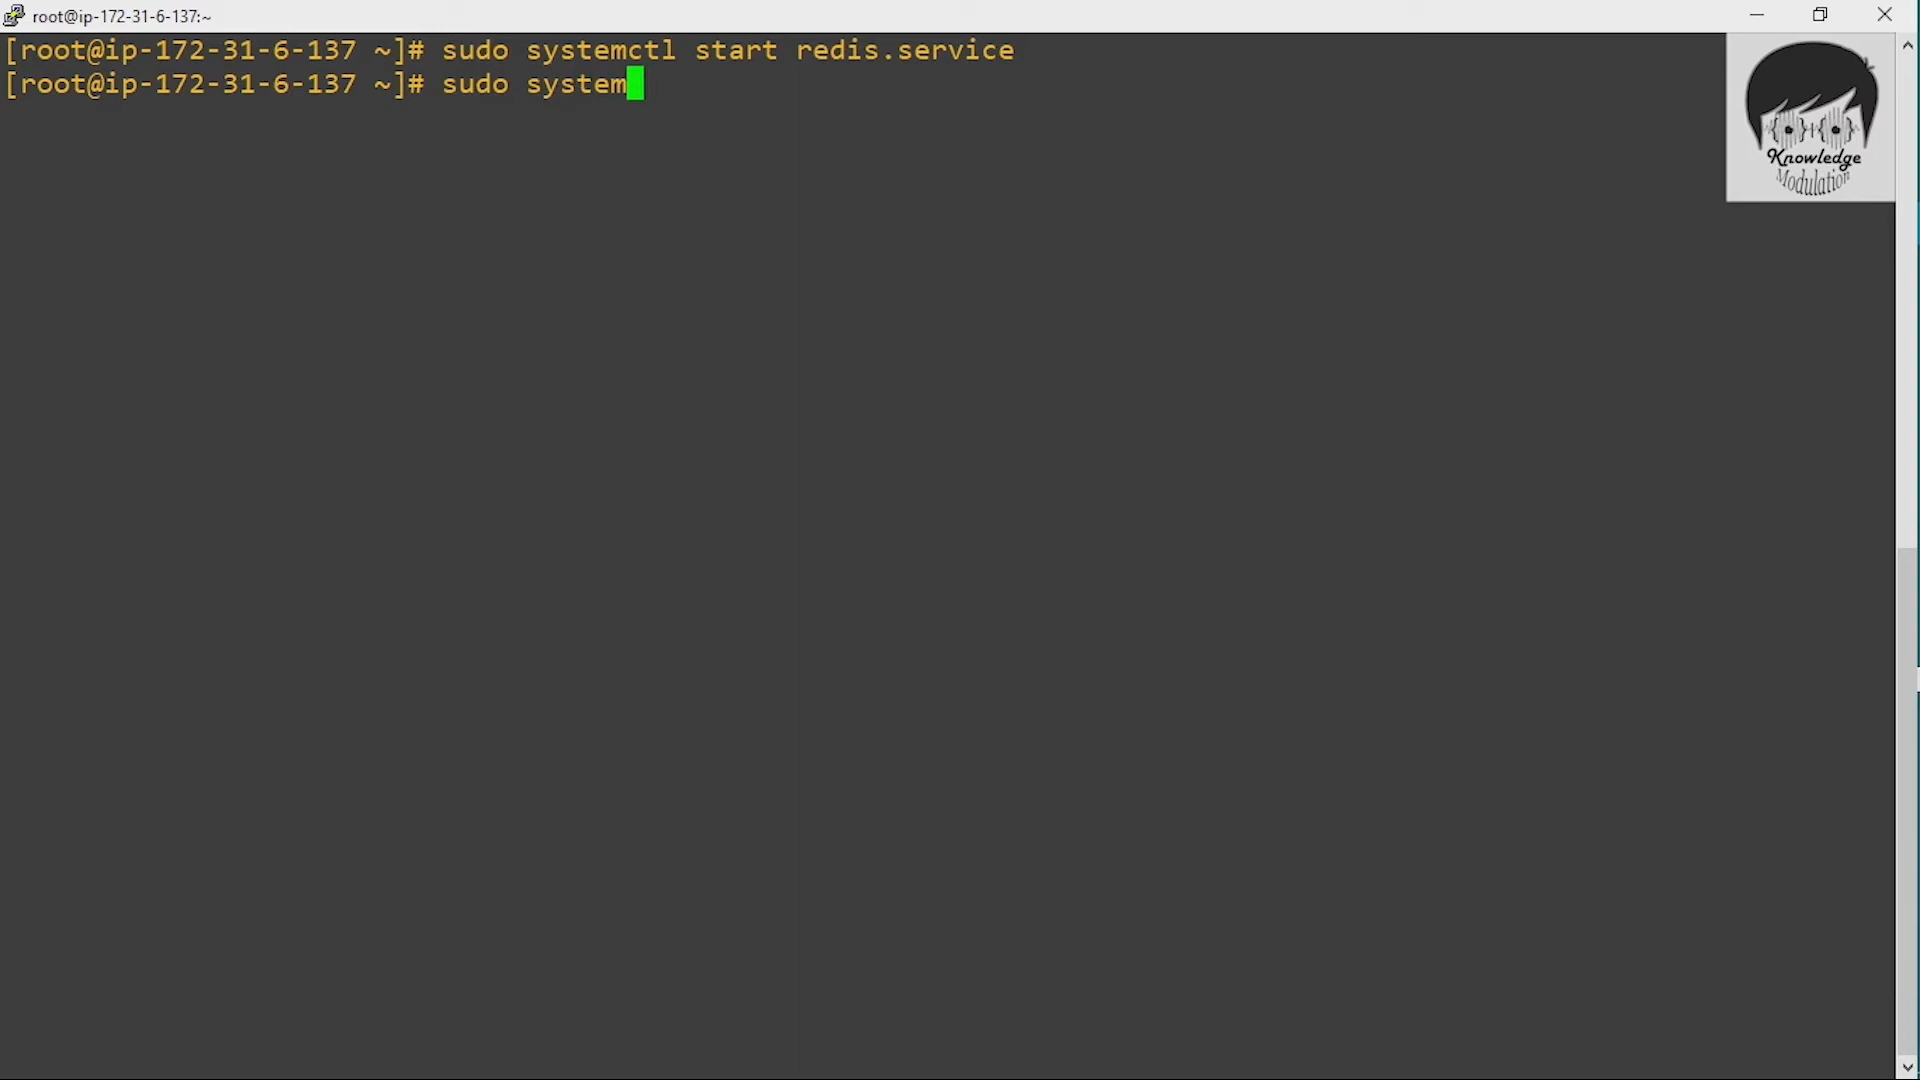 root@ip-172-31-6-137:~
[root@ip-172-31-6-137 ~]# sudo systemctl start redis.service
[root@ip-172-31-6-137 ~]# sudo system
Knowledge
Modulation